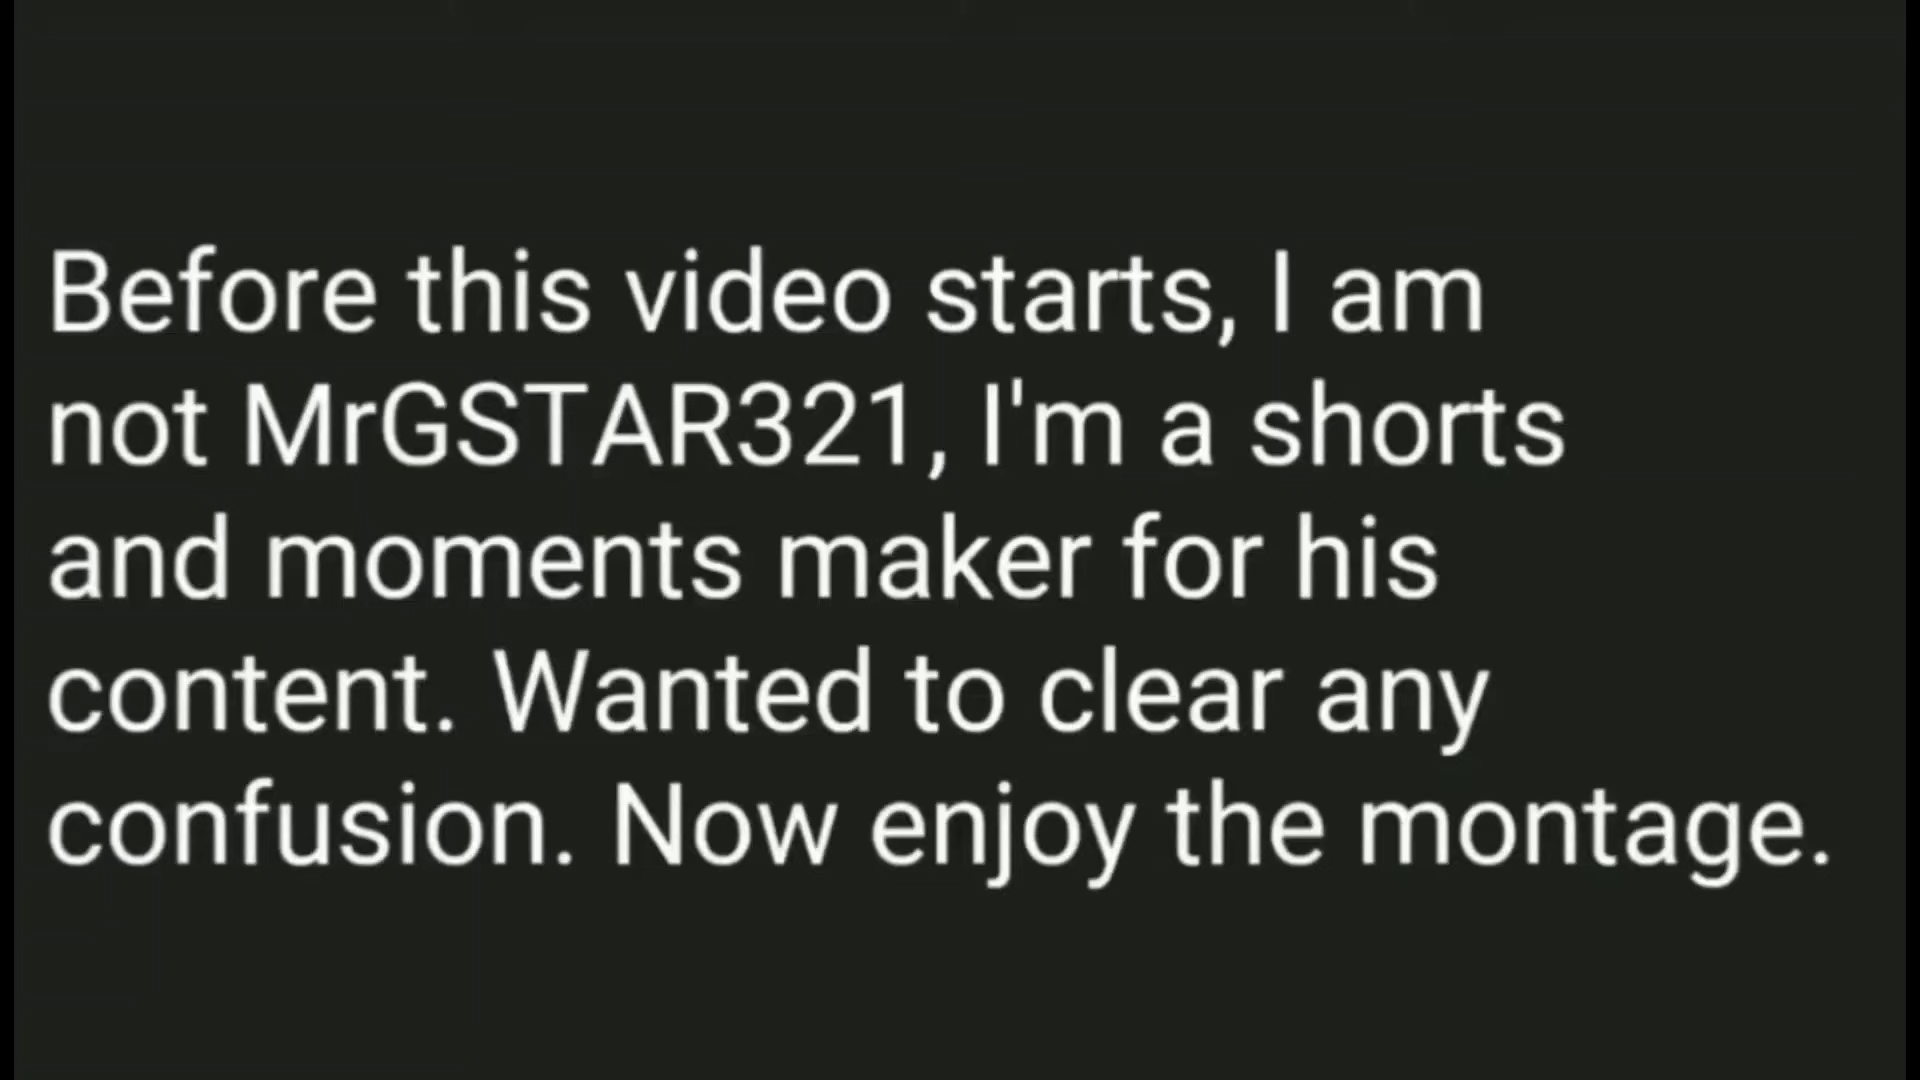 Before this video starts, I am
not MrGSTAR321, I'm a shorts
and moments maker for his
content. Wanted to clear any
confusion. Now enjoy the montage.